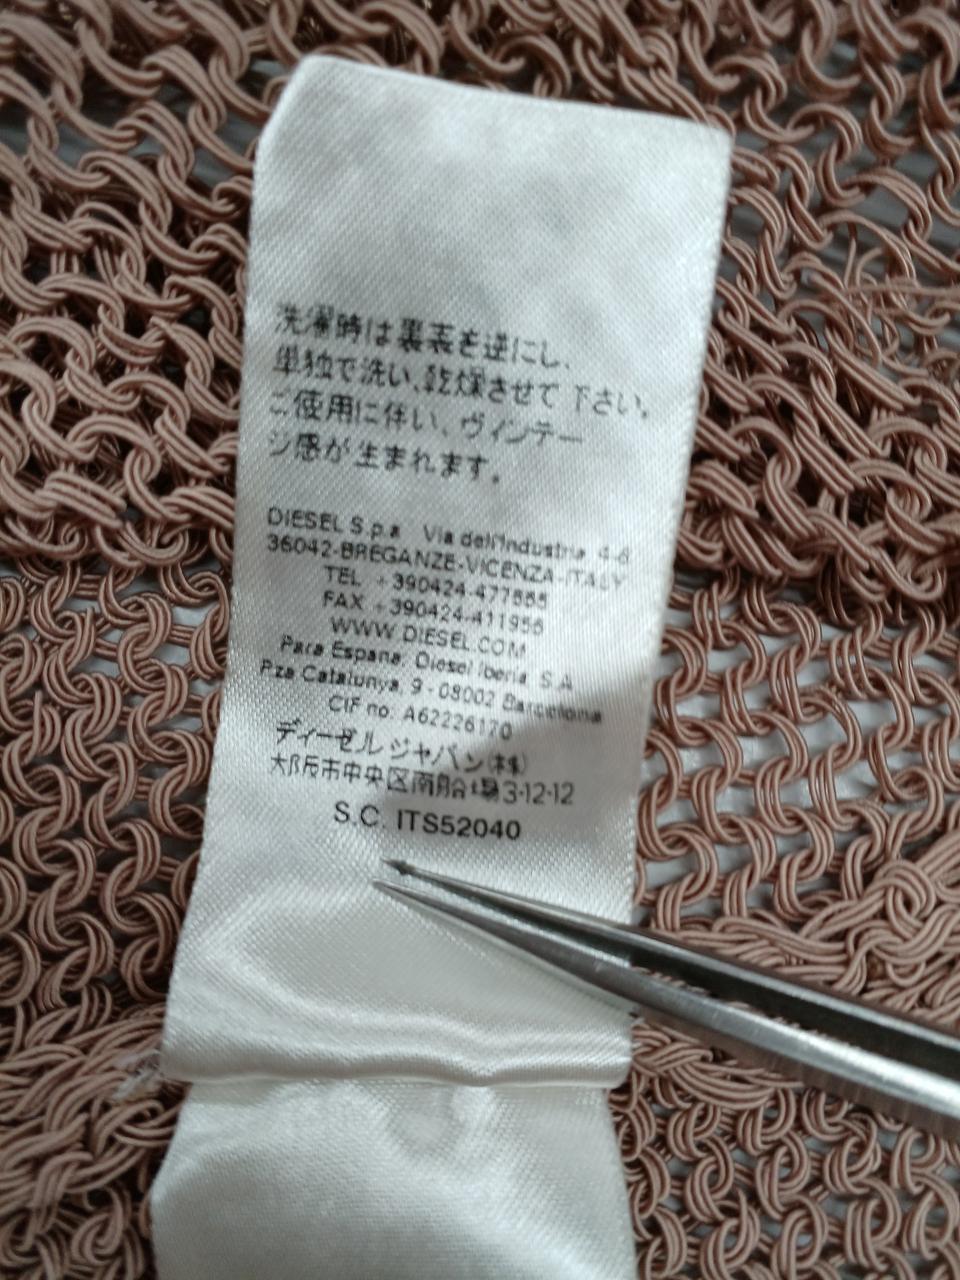 洗濯時は裏表を逆にし、
単独で洗い、乾燥させて下さい。
ご使用に伴い、ヴィンテー
ジ感が生まれます。
DIESEL S.p.a Via dell'Industria 4-6
36042-BREGANZE-VICENZA-ITALY
TEL +390424-477555
FAX +390424-411955
WWW.DIESEL.COM
Para Espana: Diesel Iberia, S.A
Pza Catalunya, 9 - 08002 Barcelona
CIF no: A62226170
ディーゼルジャパン(株)
大阪市中央区南船場3-12-12
S.C. ITS52040